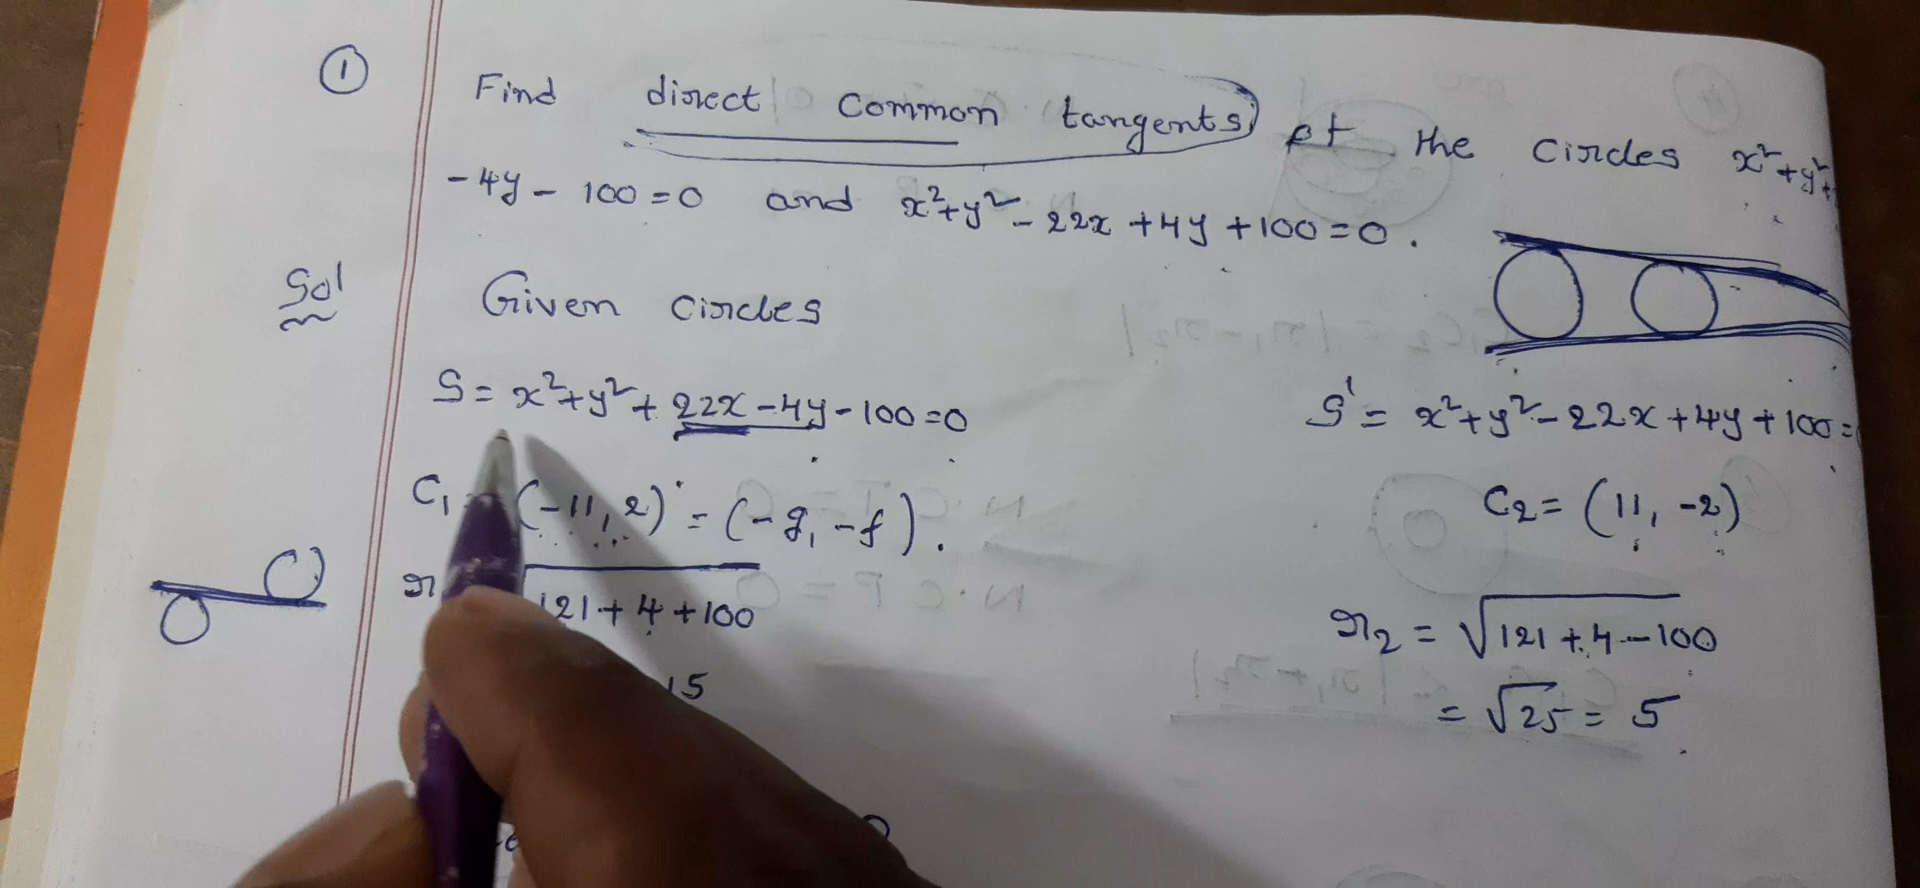 1
Find direct common tangents of the circles x²+y²+
-4y - 100 = 0 and x²+y² - 22x + 4y + 100 = 0.
Sol Given circles
S = x²+y² + 22x - 4y - 100 = 0 S' = x²+y² - 22x + 4y + 100 =
C₁ = (-11, 2) = (-g, -f). C₂ = (11, -2)
121 + 4 + 100 r₂ = √121 + 4 - 100
15 = √25 = 5